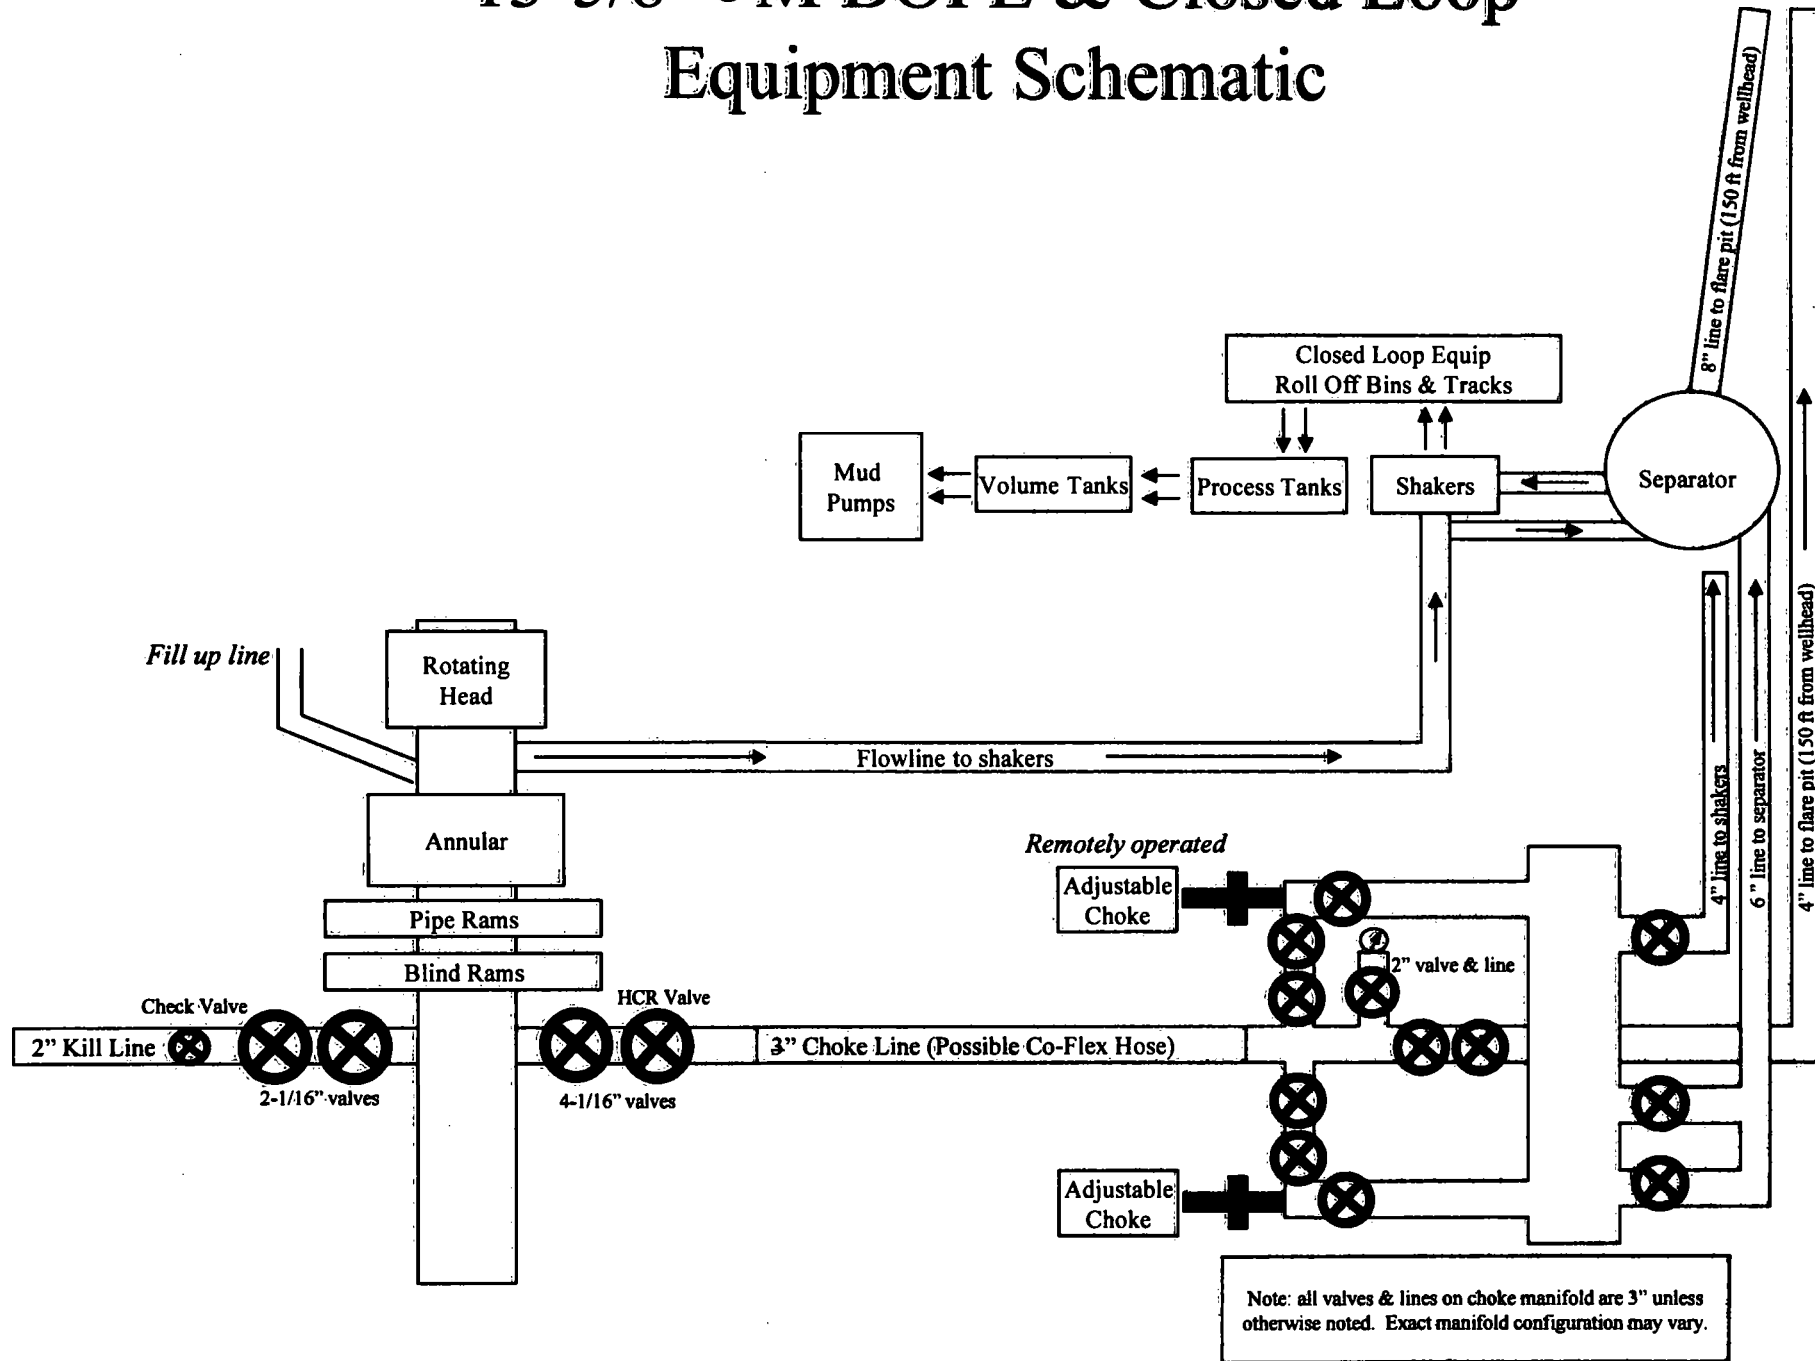 BOPE & Closed Loop
Equipment Schematic
8” line to flare pit (150 ft from wellhead)
Closed Loop Equip
Roll Off Bins & Tracks
Mud
Pumps
Volume Tanks
Process Tanks
Shakers
Separator
Fill up line
Rotating
Head
Flowline to shakers
Annular
Pipe Rams
Blind Rams
Remotely operated
Adjustable
Choke
4” line to shakers
6” line to separator
4” line to flare pit (150 ft from wellhead)
2” valve & line
Check Valve
HCR Valve
2” Kill Line
3” Choke Line (Possible Co-Flex Hose)
2-1/16” valves
4-1/16” valves
Adjustable
Choke
Note: all valves & lines on choke manifold are 3” unless
otherwise noted. Exact manifold configuration may vary.